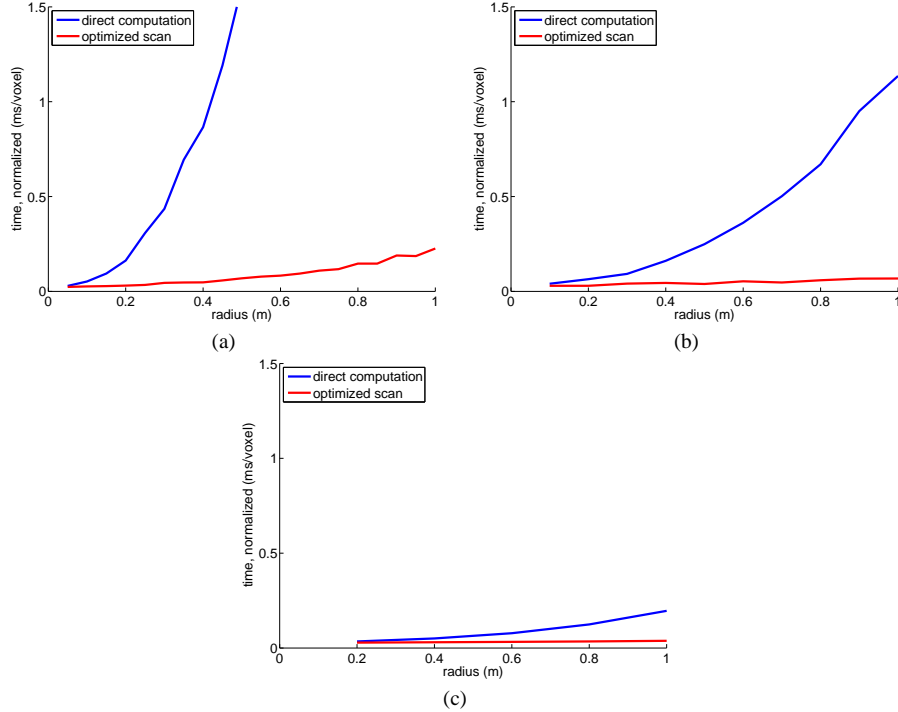 direct computation
optimized scan
time, normalized (ms/voxel)
1.5
1
0.5
0
0
0.2
0.4
0.6
0.8
1
radius (m)
(a)
direct computation
optimized scan
time, normalized (ms/voxel)
1.5
1
0.5
0
0
0.2
0.4
0.6
0.8
1
radius (m)
(b)
direct computation
optimized scan
time, normalized (ms/voxel)
1.5
1
0.5
0
0
0.2
0.4
0.6
0.8
1
radius (m)
(c)